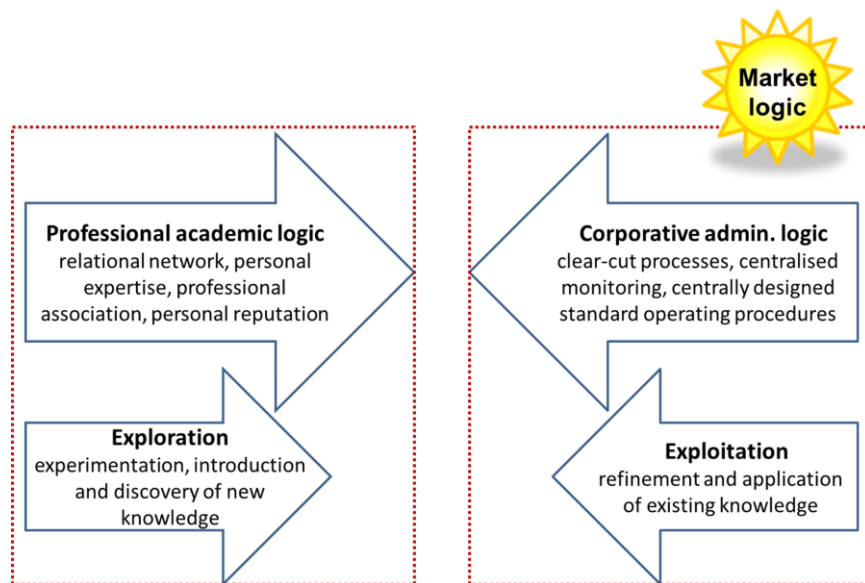 Market
logic
Professional academic logic
relational network, personal
expertise, professional
association, personal reputation
Corporative admin. logic
clear-cut processes, centralised
monitoring, centrally designed
standard operating procedures
Exploration
experimentation, introduction
and discovery of new
knowledge
Exploitation
refinement and application
of existing knowledge